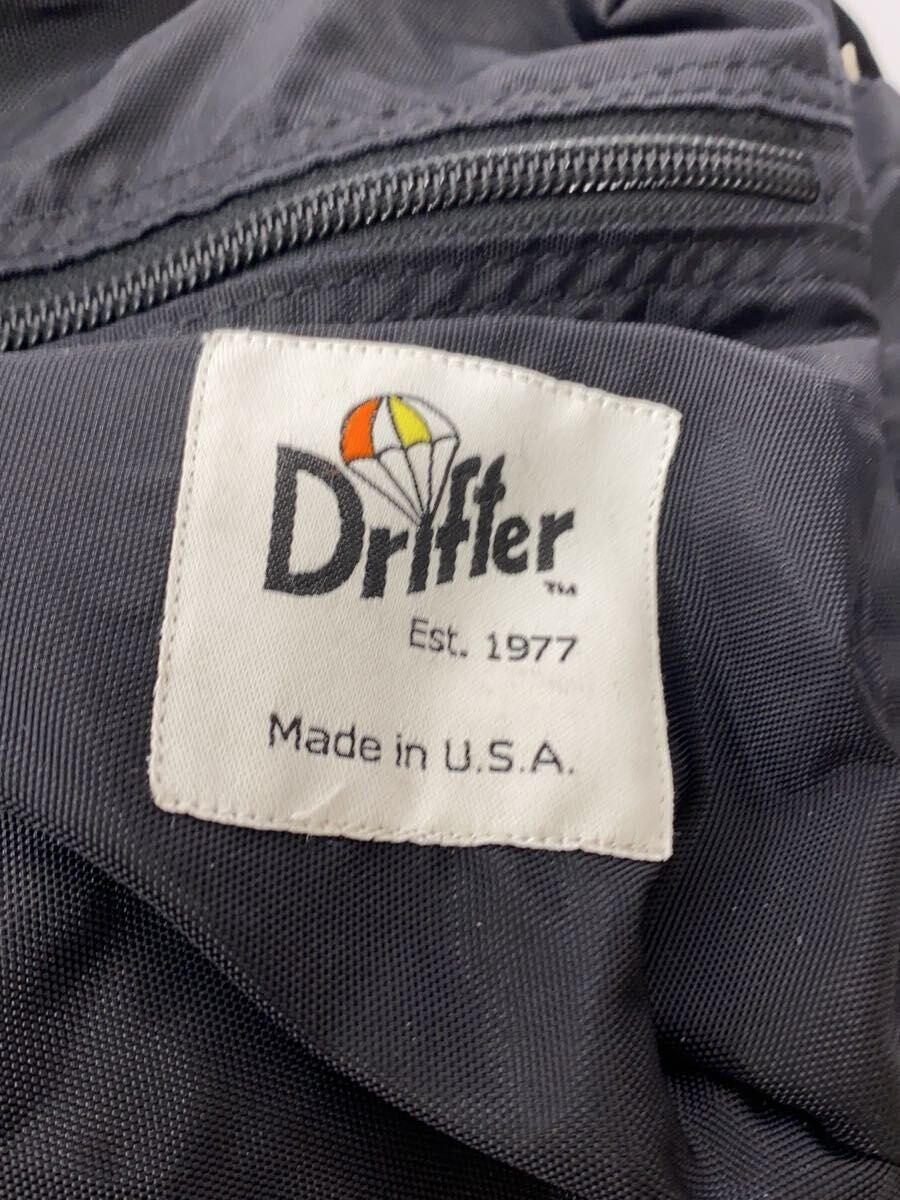 Drifter
™
Est. 1977
Made in U.S.A.